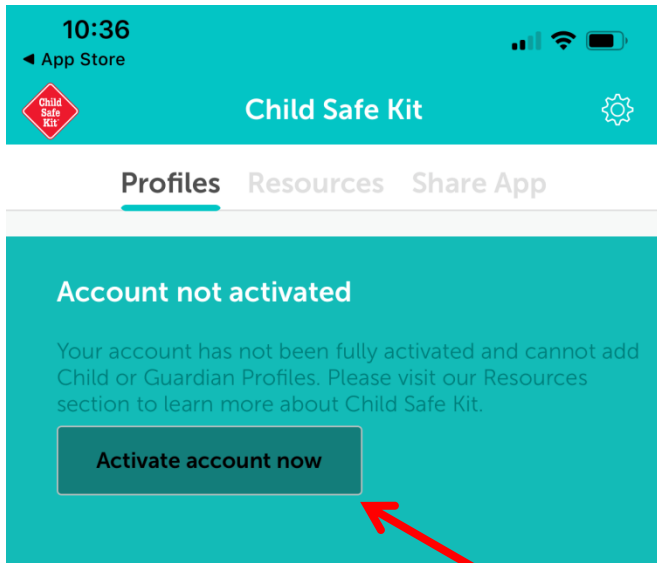 10:36
◀ App Store
Child
Safe
Kit
Child Safe Kit
Profiles Resources Share App
Account not activated
Your account has not been fully activated and cannot add
Child or Guardian Profiles. Please visit our Resources
section to learn more about Child Safe Kit.
Activate account now